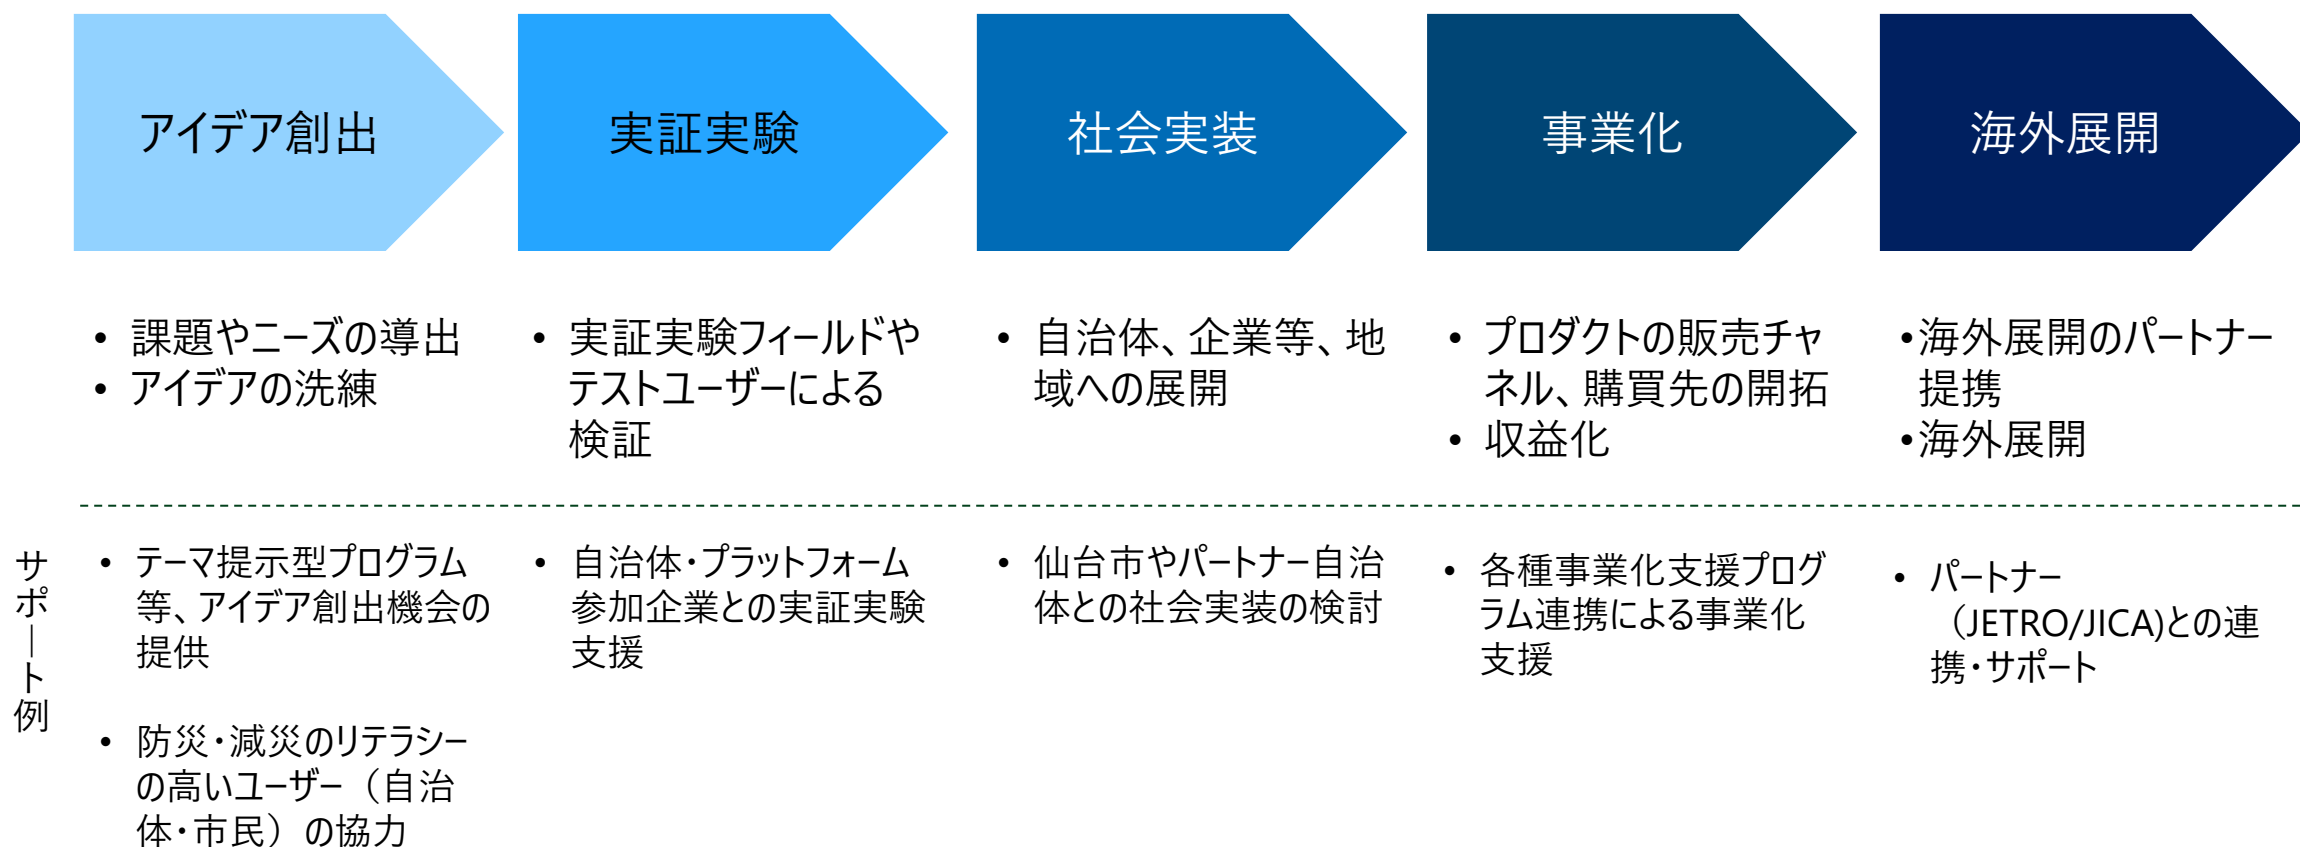 アイデア創出
実証実験
社会実装
事業化
海外展開
• 課題やニーズの導出
• アイデアの洗練
• 実証実験フィールドや
テストユーザーによる
検証
• 自治体、企業等、地
域への展開
• プロダクトの販売チャ
ネル、購買先の開拓
• 収益化
•海外展開のパートナー
提携
•海外展開
サポート例
• テーマ提示型プログラム
等、アイデア創出機会の
提供
• 防災・減災のリテラシー
の高いユーザー（自治
体・市民）の協力
• 自治体・プラットフォーム
参加企業との実証実験
支援
• 仙台市やパートナー自治
体との社会実装の検討
• 各種事業化支援プログ
ラム連携による事業化
支援
• パートナー
（JETRO/JICA)との連
携・サポート